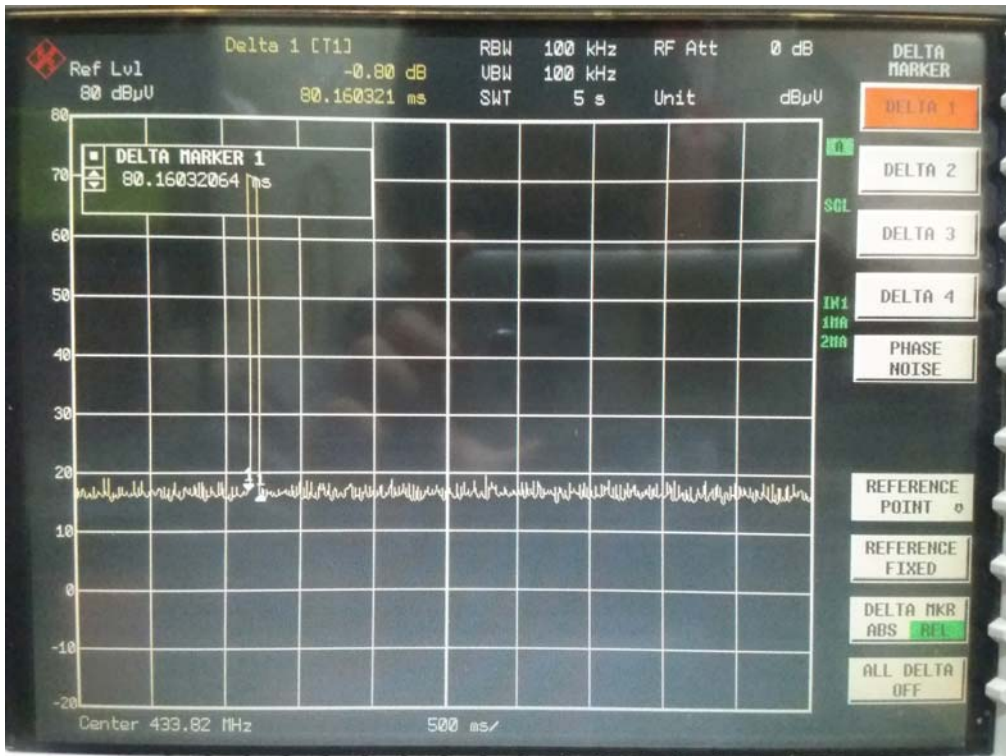 Delta 1 [T1]
RBW 100 kHz
RF Att 0 dB
Ref Lvl
-0.80 dB
VBW 100 kHz
80 dBµV
80.160321 ms
SWT 5 s
Unit dBµV
DELTA MARKER 1
80.16032064 ms
80
70
60
50
40
30
20
10
0
-10
-20
1
A
SGL
IN1
1MA
2MA
Center 433.82 MHz
500 ms/
DELTA
MARKER
DELTA 1
DELTA 2
DELTA 3
DELTA 4
PHASE
NOISE
REFERENCE
POINT
REFERENCE
FIXED
DELTA MKR
ABS REL
ALL DELTA
OFF